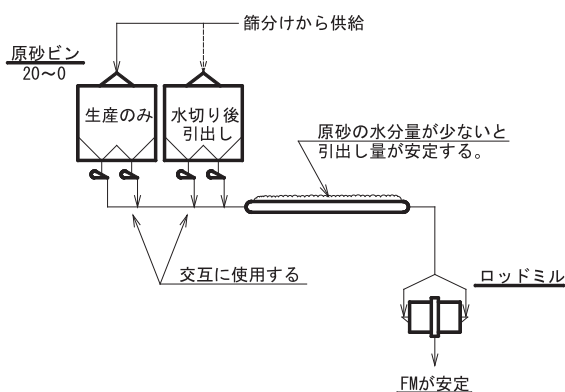 篩分けから供給
原砂ビン
20～0
生産のみ
水切り後
引出し
原砂の水分量が少ないと
引出し量が安定する。
交互に使用する
ロッドミル
FMが安定